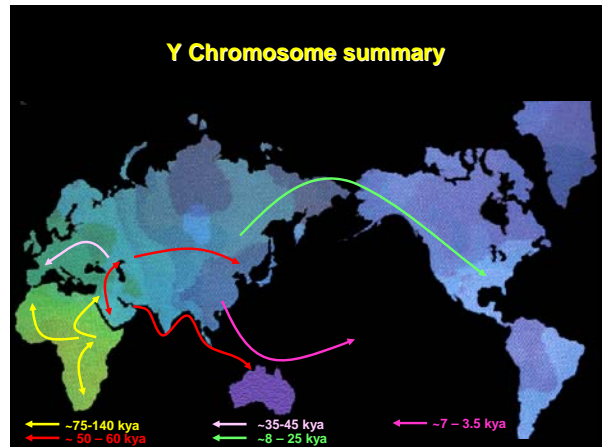 Y Chromosome summary
~75-140 kya
~ 50 – 60 kya
~35-45 kya
~8 – 25 kya
~7 – 3.5 kya